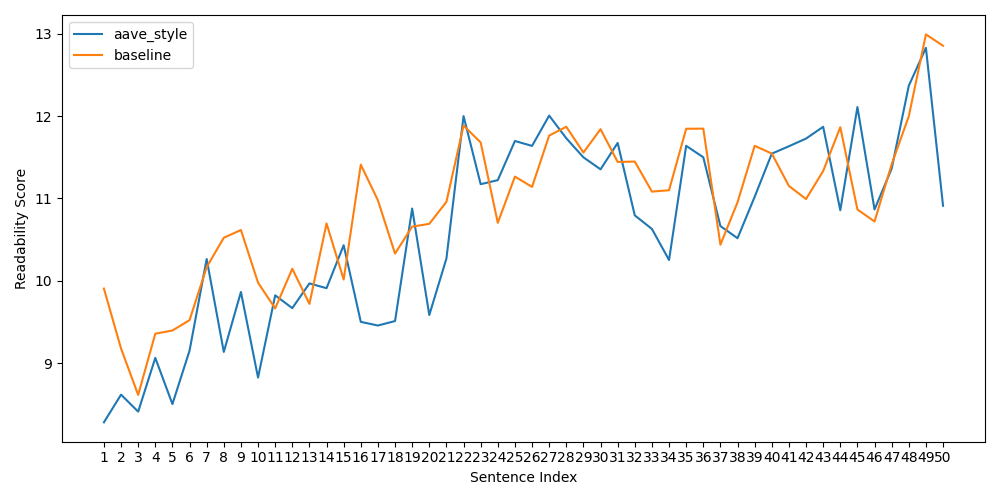 aave_style
baseline
13
12
11
10
9
Readability Score
1 2 3 4 5 6 7 8 9 10 11 12 13 14 15 16 17 18 19 20 21 22 23 24 25 26 27 28 29 30 31 32 33 34 35 36 37 38 39 40 41 42 43 44 45 46 47 48 49 50
Sentence Index